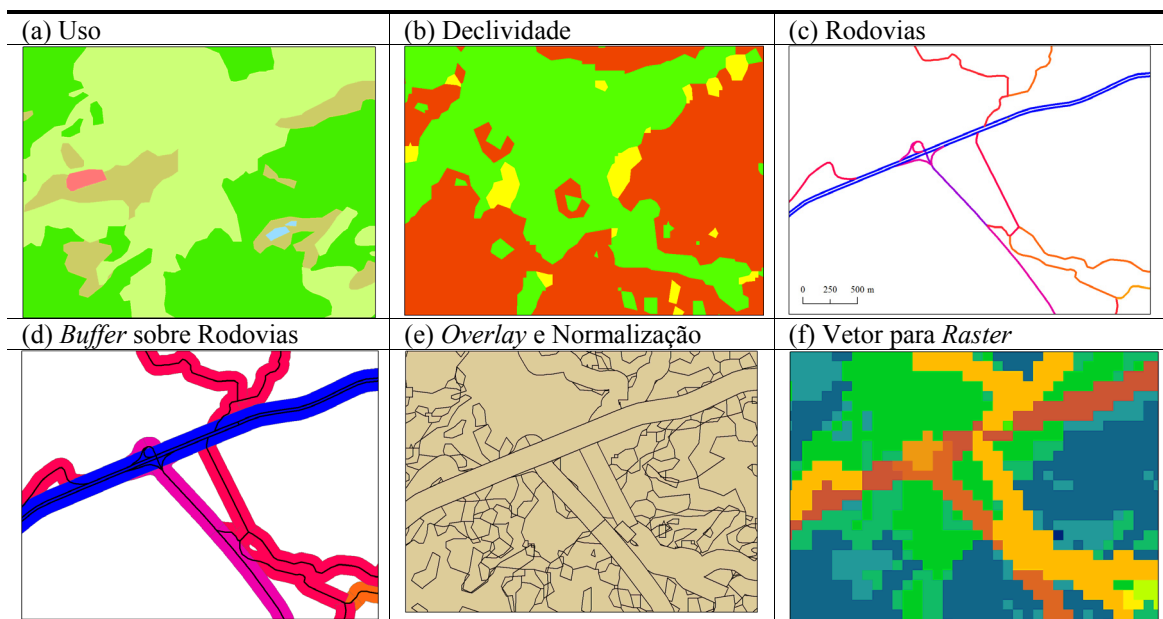 (a) Uso
(b) Declividade
(c) Rodovias
0 250 500 m
(d) Buffer sobre Rodovias
(e) Overlay e Normalização
(f) Vetor para Raster